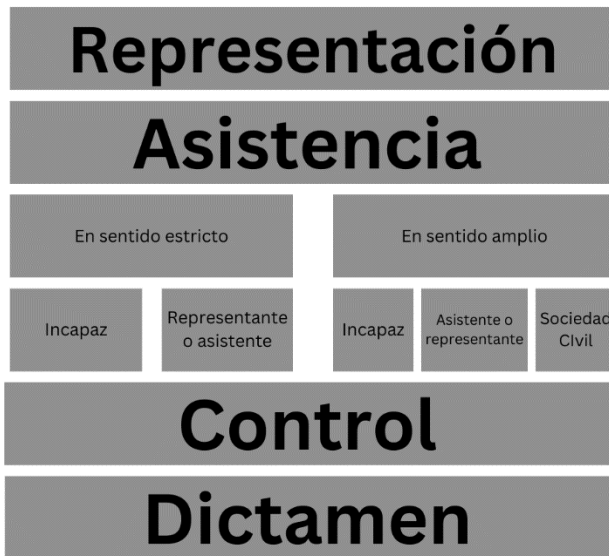 Representación
Asistencia
En sentido estricto
En sentido amplio
Incapaz
Representante
o asistente
Incapaz
Asistente o
representante
Sociedad
CIvil
Control
Dictamen